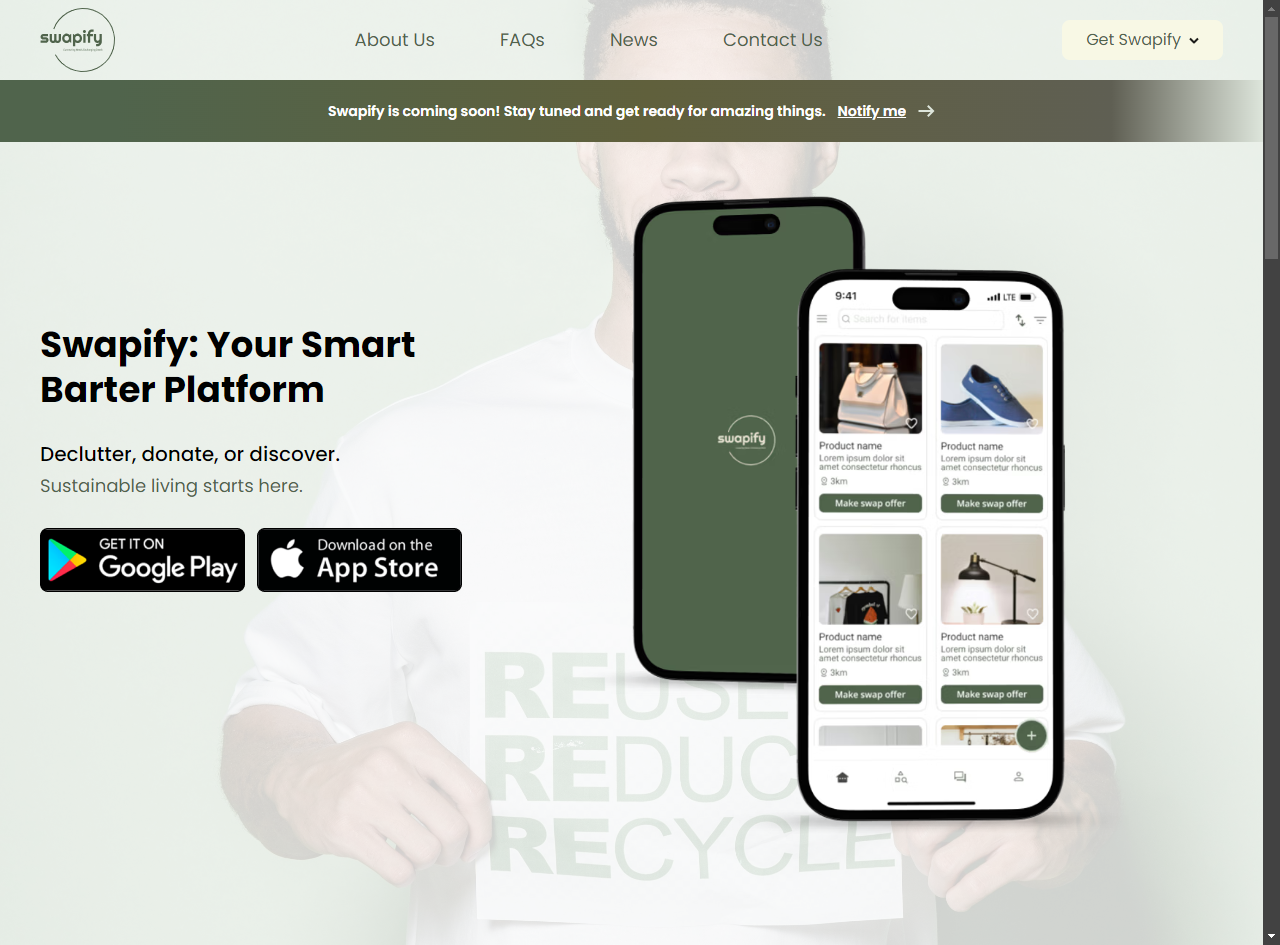 swapify
About Us
FAQs
News
Contact Us
Get Swapify
Swapify is coming soon! Stay tuned and get ready for amazing things. Notify me
Swapify: Your Smart
Barter Platform
Declutter, donate, or discover.
Sustainable living starts here.
GET IT ON
Google Play
Download on the
App Store
swapify
9:41
LTE
Search for items
Product name
Lorem ipsum dolor sit
amet consectetur rhoncus
3km
Make swap offer
Product name
Lorem ipsum dolor sit
amet consectetur rhoncus
3km
Make swap offer
Product name
Lorem ipsum dolor sit
amet consectetur rhoncus
3km
Make swap offer
Product name
Lorem ipsum dolor sit
amet consectetur rhoncus
3km
Make swap offer
REUSE
REDUC
RECYCLE